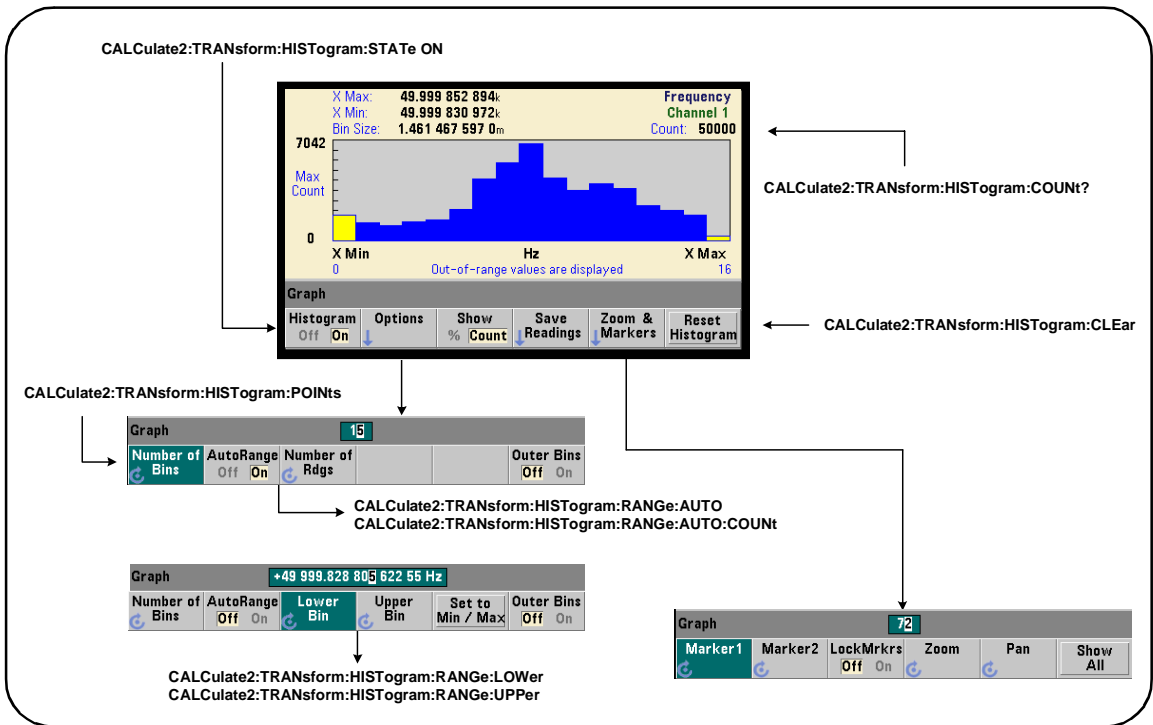 CALCulate2:TRANsform:HISTogram:STATe ON
X Max: 49.999 852 894k
Frequency
X Min: 49.999 830 972k
Channel 1
Bin Size: 1.461 467 597 0m
Count: 50000
7042
Max
Count
0
X Min
Hz
X Max
0
Out-of-range values are displayed
16
CALCulate2:TRANsform:HISTogram:COUNt?
Graph
Histogram
Off On
Options
Show
% Count
Save
Readings
Zoom &
Markers
Reset
Histogram
CALCulate2:TRANsform:HISTogram:CLEar
CALCulate2:TRANsform:HISTogram:POINts
Graph
15
Number of
Bins
AutoRange
Off On
Number of
Rdgs
Outer Bins
Off On
CALCulate2:TRANsform:HISTogram:RANGe:AUTO
CALCulate2:TRANsform:HISTogram:RANGe:AUTO:COUNt
Graph
+49 999.828 805 622 55 Hz
Number of
Bins
AutoRange
Off On
Lower
Bin
Upper
Bin
Set to
Min / Max
Outer Bins
Off On
CALCulate2:TRANsform:HISTogram:RANGe:LOWer
CALCulate2:TRANsform:HISTogram:RANGe:UPPer
Graph
72
Marker1
Marker2
LockMrkrs
Off On
Zoom
Pan
Show
All